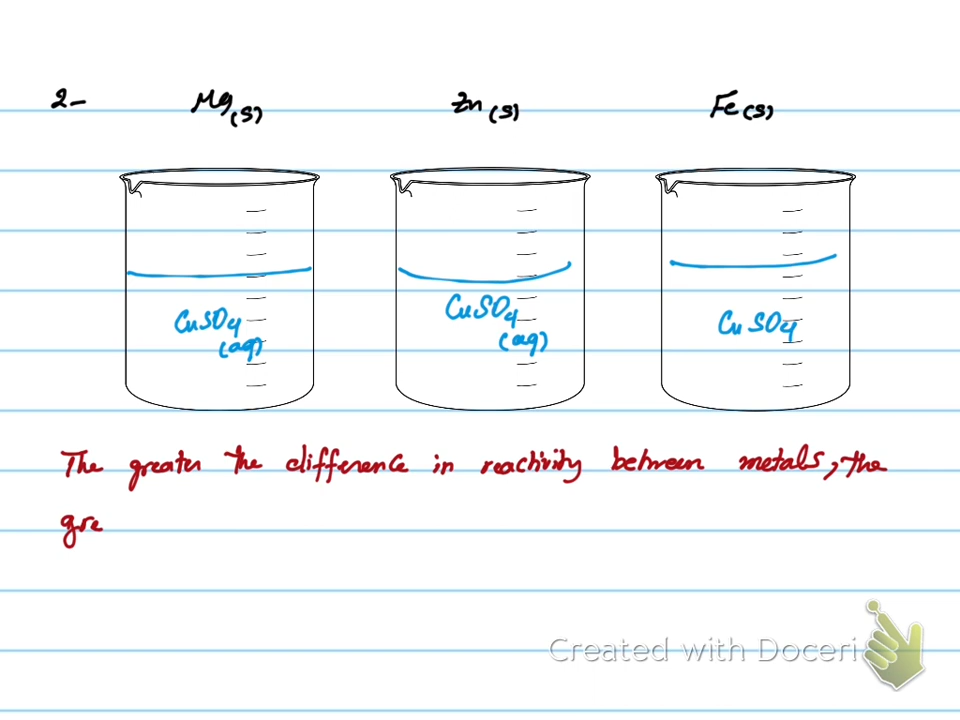 2- Mg(s) Zn(s) Fe(s)
CuSO4 (aq) CuSO4 (aq) CuSO4
The greater the difference in reactivity between metals, the
gre
Created with Doceri